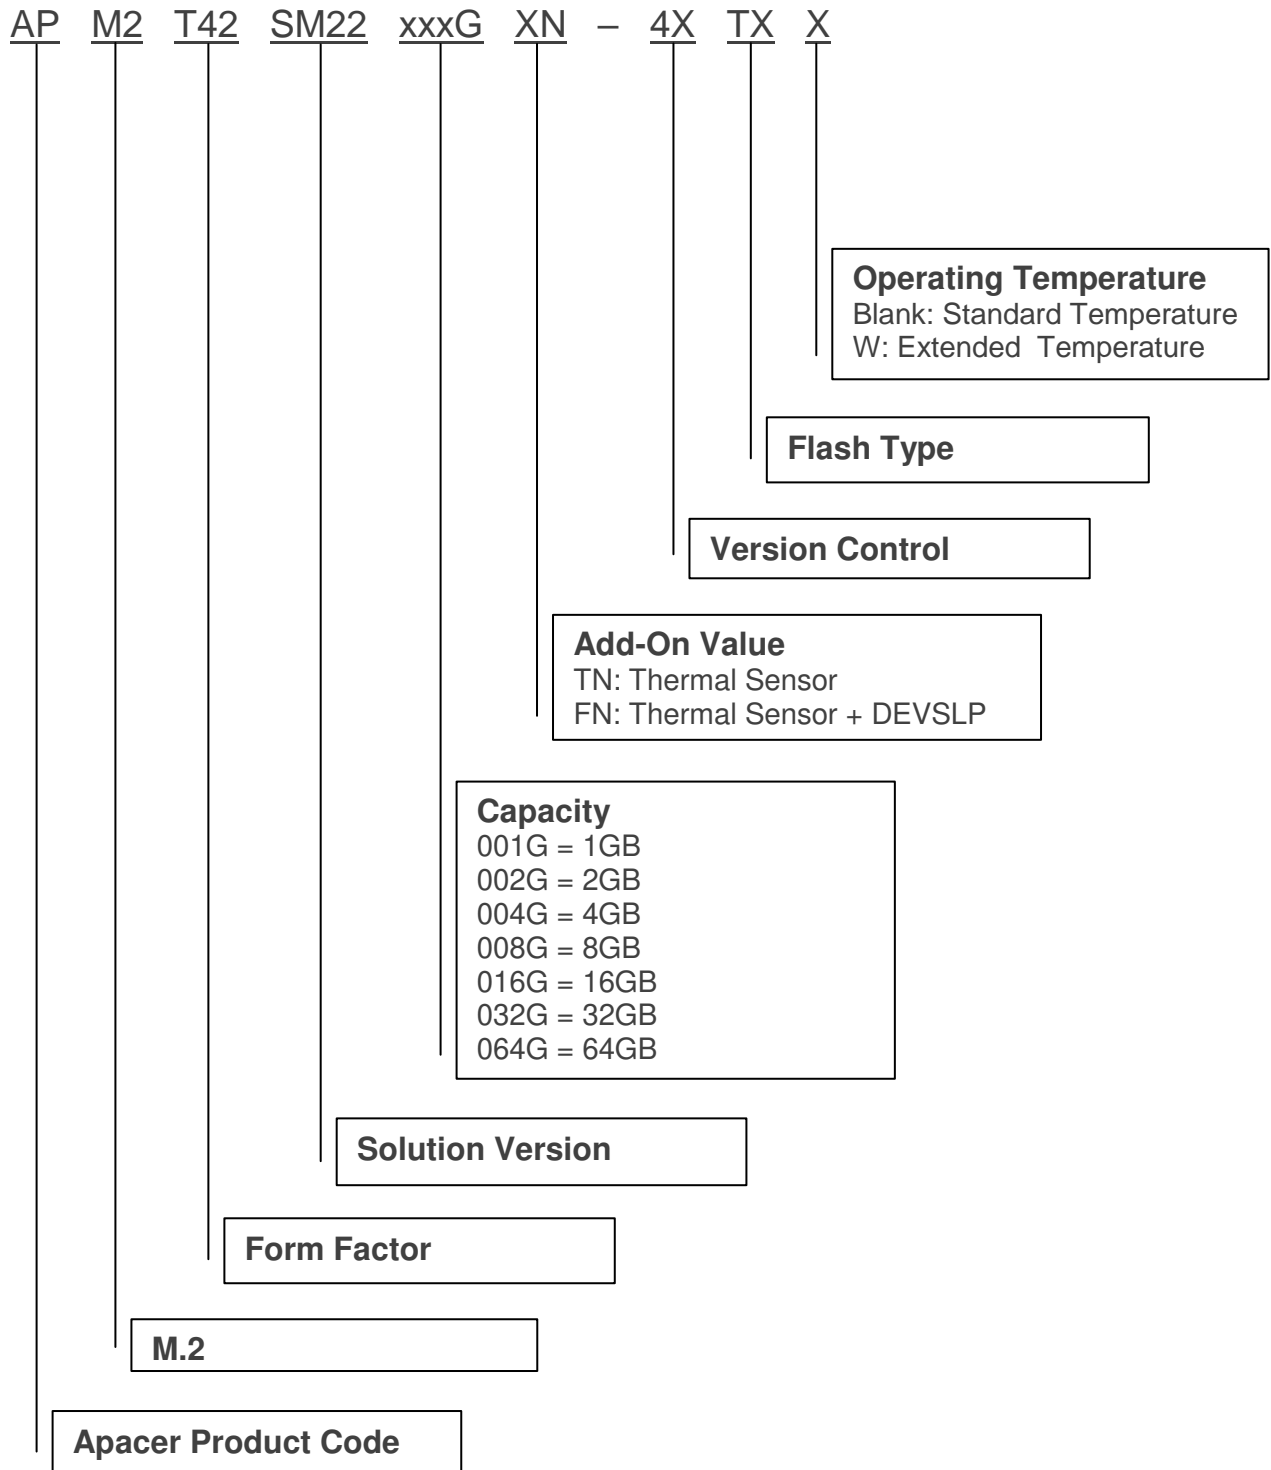 AP M2 T42 SM22 xxxG XN – 4X TX X
Operating Temperature
Blank: Standard Temperature
W: Extended Temperature
Flash Type
Version Control
Add-On Value
TN: Thermal Sensor
FN: Thermal Sensor + DEVSLP
Capacity
001G = 1GB
002G = 2GB
004G = 4GB
008G = 8GB
016G = 16GB
032G = 32GB
064G = 64GB
Solution Version
Form Factor
M.2
Apacer Product Code